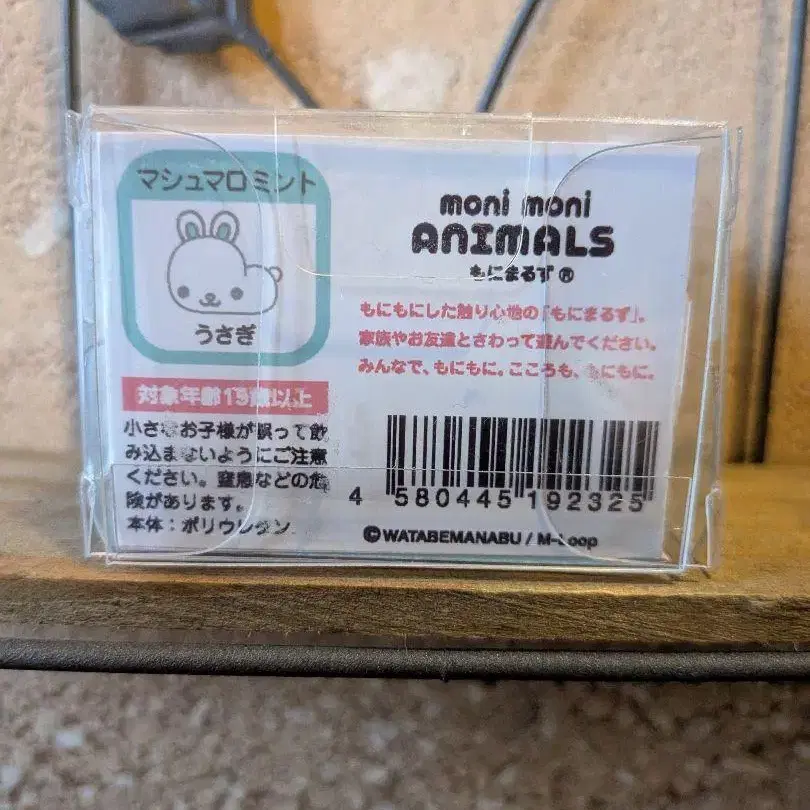 マシュマロミント
うさぎ
対象年齢15歳以上
小さなお子様が誤って飲
み込まないようにご注意
ください。窒息などの危
険があります。
本体：ポリウレタン
moni moni
ANIMALS
もにまるず®
もにもにした触り心地の「もにまるず」。
家族やお友達とさわって遊んでください。
みんなで、もにもに。こころも、もにもに。
4 580445 192325
©WATABEMANABU / M-Loop